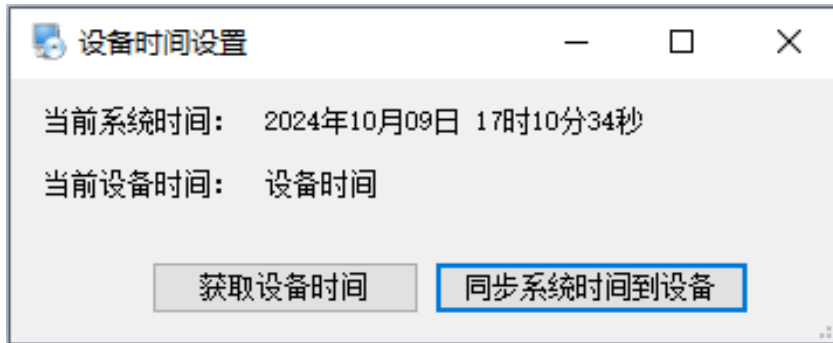 设备时间设置
当前系统时间： 2024年10月09日 17时10分34秒
当前设备时间： 设备时间
获取设备时间 同步系统时间到设备